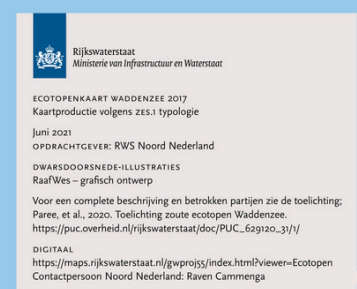 Rijkswaterstaat
Ministerie van Infrastructuur en Waterstaat
ECOTOPENKAART WADDENZEE 2017
Kaartproductie volgens ZES.1 typologie
Juni 2021
OPDRACHTGEVER: RWS Noord Nederland
DWARSDOORSNEDE-ILLUSTRATIES
RaafWes – grafisch ontwerp
Voor een complete beschrijving en betrokken partijen zie de toelichting;
Paree, et al., 2020. Toelichting zoute ecotopen Waddenzee.
https://puc.overheid.nl/rijkswaterstaat/doc/PUC_629120_31/1/
DIGITAAL
https://maps.rijkswaterstaat.nl/gwproj55/index.html?viewer=Ecotopen
Contactpersoon Noord Nederland: Raven Cammenga